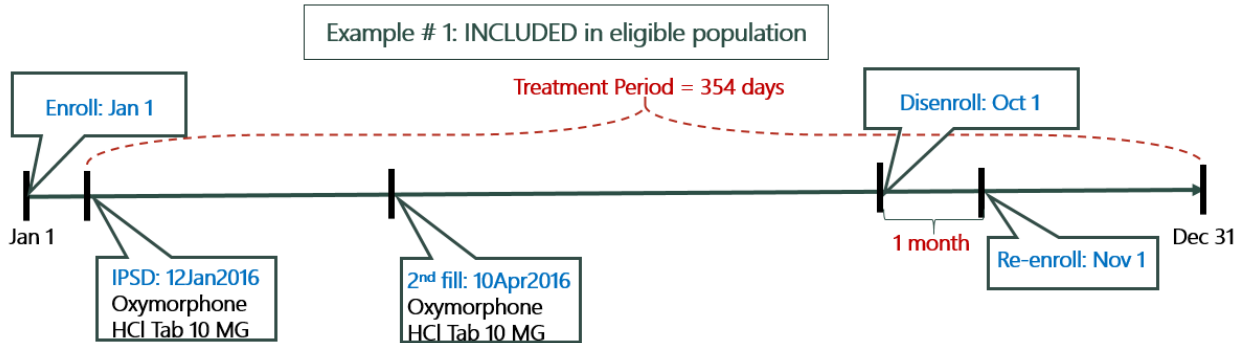 Example # 1: INCLUDED in eligible population
Treatment Period = 354 days
Enroll: Jan 1
Disenroll: Oct 1
Jan 1
1 month
Dec 31
IPSD: 12Jan2016
Oxymorphone
HCl Tab 10 MG
2nd fill: 10Apr2016
Oxymorphone
HCl Tab 10 MG
Re-enroll: Nov 1